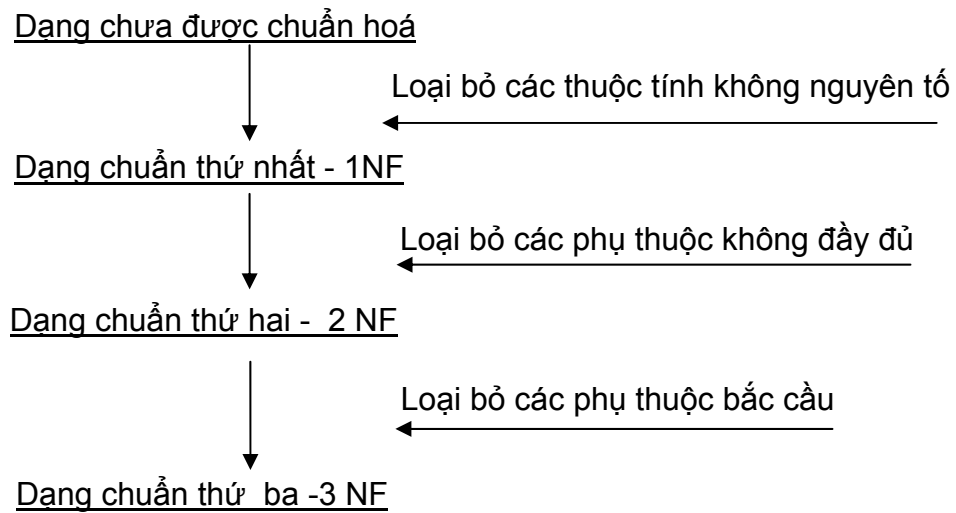 Dạng chưa được chuẩn hoá
Loại bỏ các thuộc tính không nguyên tố
Dạng chuẩn thứ nhất - 1NF
Loại bỏ các phụ thuộc không đầy đủ
Dạng chuẩn thứ hai - 2 NF
Loại bỏ các phụ thuộc bắc cầu
Dạng chuẩn thứ ba -3 NF